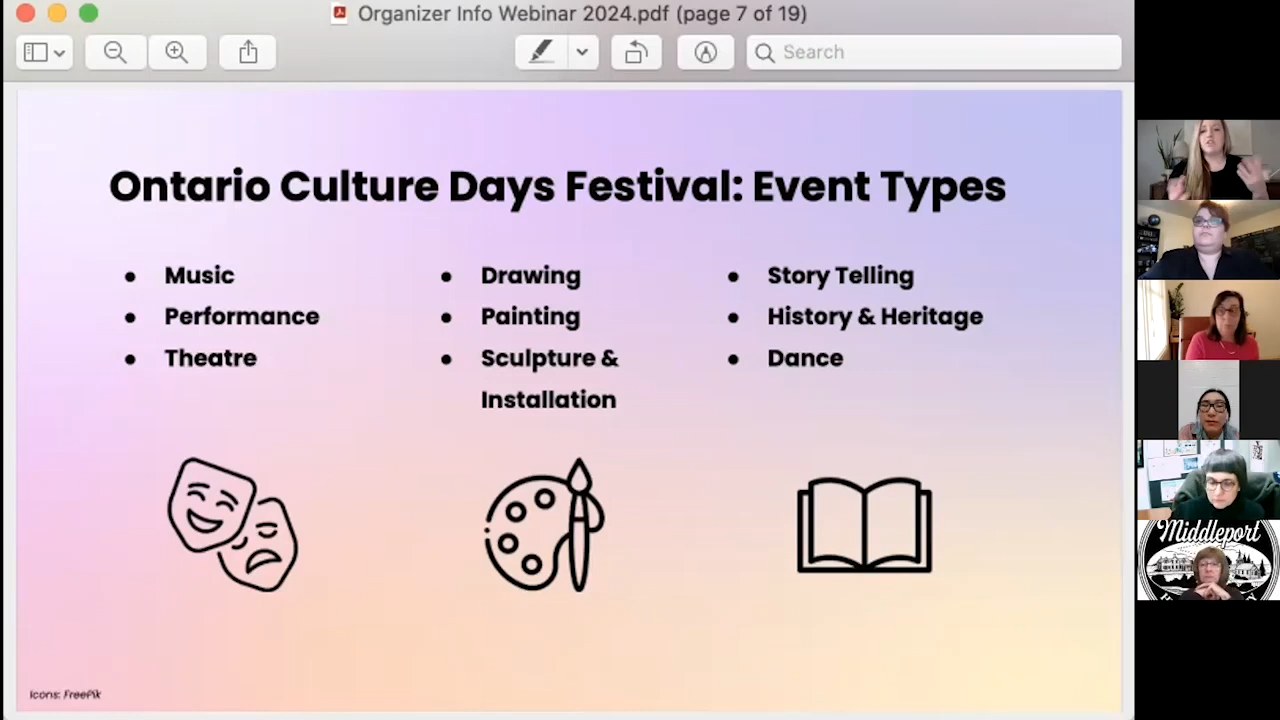 Organizer Info Webinar 2024.pdf (page 7 of 19)
Search
Ontario Culture Days Festival: Event Types
• Music
• Performance
• Theatre
• Drawing
• Painting
• Sculpture &
Installation
• Story Telling
• History & Heritage
• Dance
Icons: FreePik
Middleport